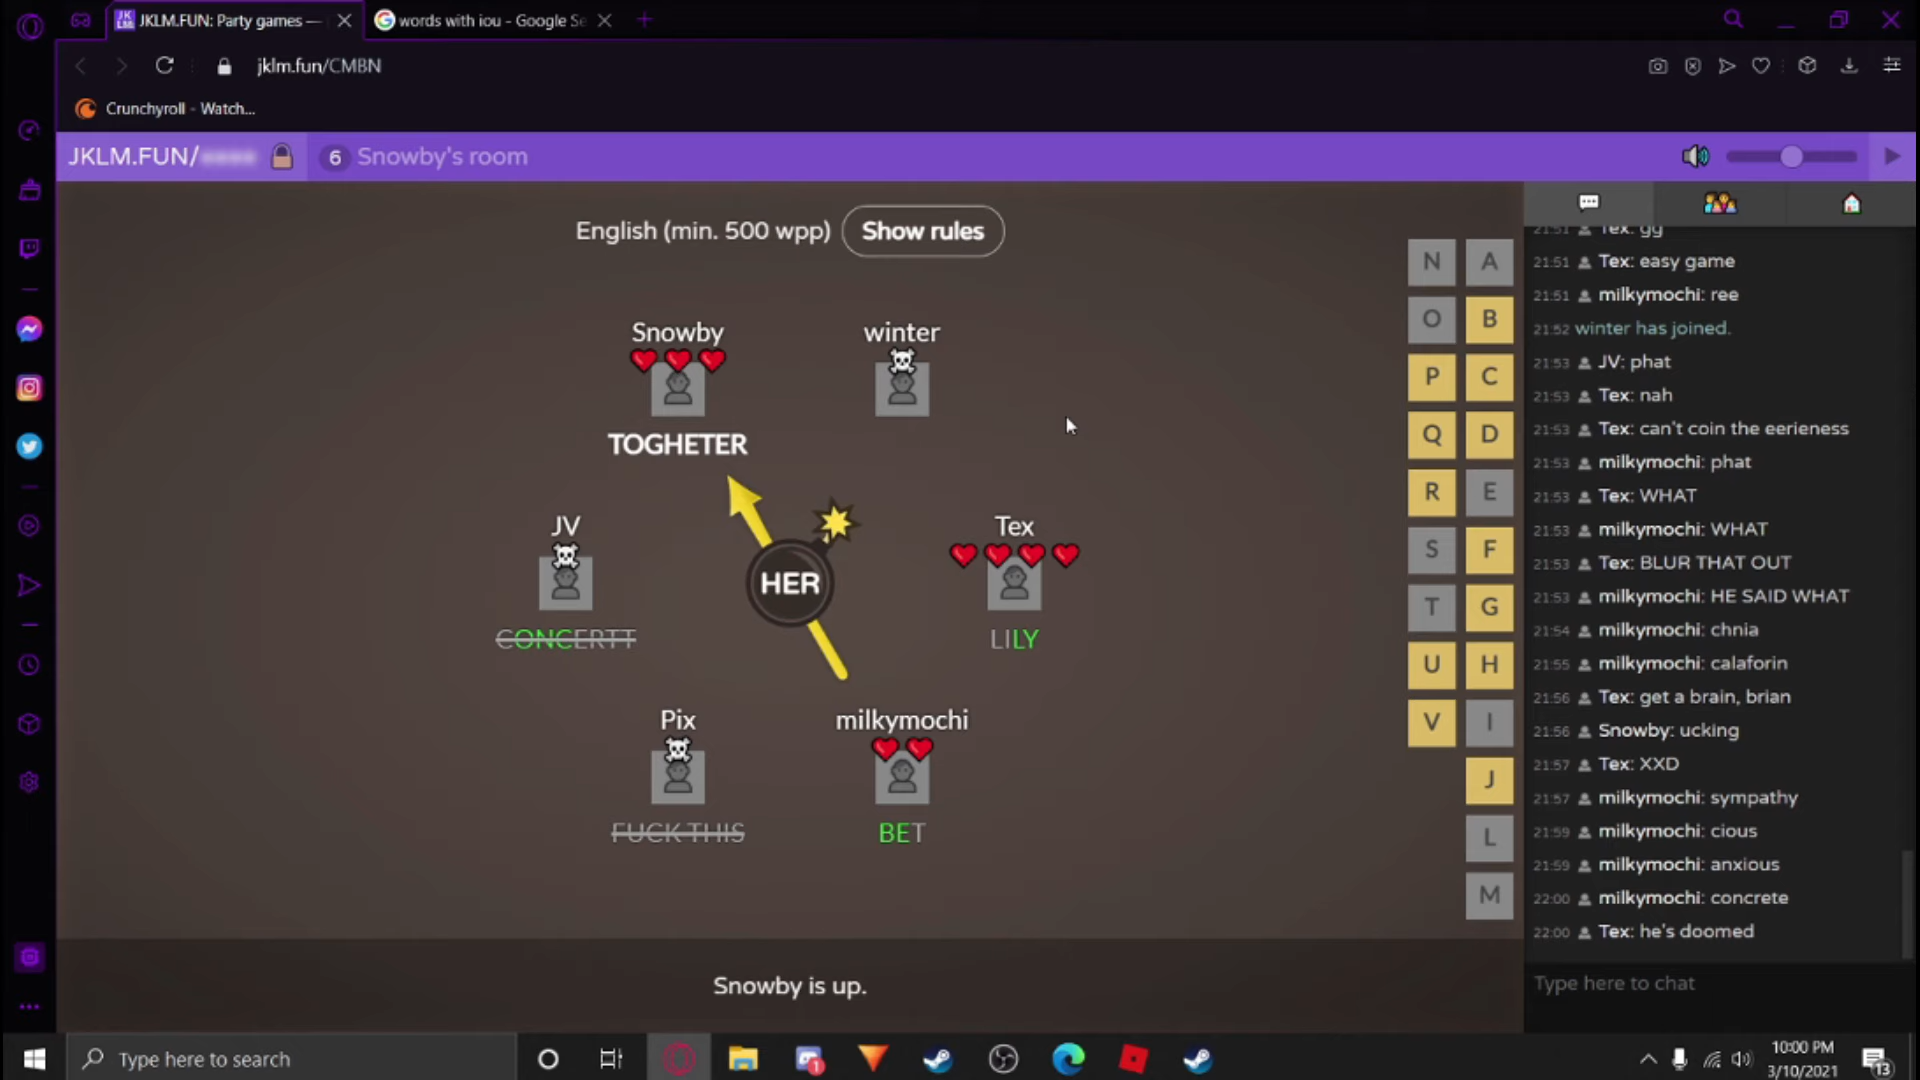 JKLM.FUN: Party games —
words with iou - Google Se
jklm.fun/CMBN
Crunchyroll - Watch...
JKLM.FUN/
6 Snowby's room
English (min. 500 wpp) Show rules
Snowby
winter
TOGHETER
JV
Tex
HER
CONCERTT
LILY
Pix
milkymochi
FUCK THIS
BET
Snowby is up.
N A
O B
P C
Q D
R E
S F
T G
U H
V I
J
L
M
21:51 Tex: gg
21:51 Tex: easy game
21:51 milkymochi: ree
21:52 winter has joined.
21:53 JV: phat
21:53 Tex: nah
21:53 Tex: can't coin the eerieness
21:53 milkymochi: phat
21:53 Tex: WHAT
21:53 milkymochi: WHAT
21:53 Tex: BLUR THAT OUT
21:53 milkymochi: HE SAID WHAT
21:54 milkymochi: chnia
21:55 milkymochi: calaforin
21:56 Tex: get a brain, brian
21:56 Snowby: ucking
21:57 Tex: XXD
21:57 milkymochi: sympathy
21:59 milkymochi: cious
21:59 milkymochi: anxious
22:00 milkymochi: concrete
22:00 Tex: he's doomed
Type here to chat
Type here to search
1
10:00 PM
3/10/2021
13